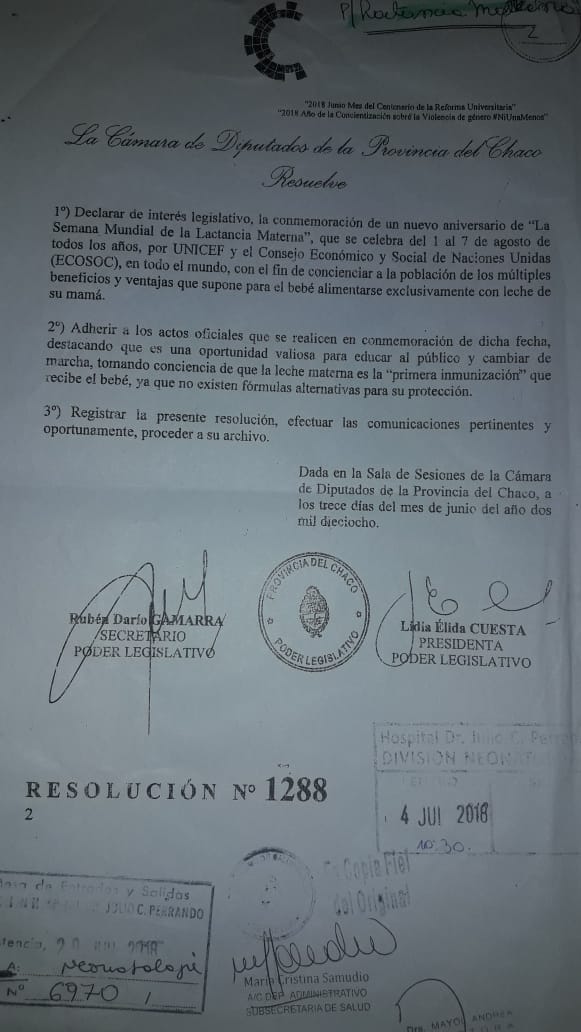 P/ Lactancia Materna
2
"2018 Junio Mes del Centenario de la Reforma Universitaria"
"2018 Año de la Concientización sobre la Violencia de género #NiUnaMenos"
La Cámara de Diputados de la Provincia del Chaco
Resuelve
1º) Declarar de interés legislativo, la conmemoración de un nuevo aniversario de "La
Semana Mundial de la Lactancia Materna", que se celebra del 1 al 7 de agosto de
todos los años, por UNICEF y el Consejo Económico y Social de Naciones Unidas
(ECOSOC), en todo el mundo, con el fin de concienciar a la población de los múltiples
beneficios y ventajas que supone para el bebé alimentarse exclusivamente con leche de
su mamá.
2º) Adherir a los actos oficiales que se realicen en conmemoración de dicha fecha,
destacando que es una oportunidad valiosa para educar al público y cambiar de
marcha, tomando conciencia de que la leche materna es la "primera inmunización" que
recibe el bebé, ya que no existen fórmulas alternativas para su protección.
3º) Registrar la presente resolución, efectuar las comunicaciones pertinentes y
oportunamente, proceder a su archivo.
Dada en la Sala de Sesiones de la Cámara
de Diputados de la Provincia del Chaco, a
los trece días del mes de junio del año dos
mil dieciocho.
Rubén Darío GAMARRA
SECRETARIO
PODER LEGISLATIVO
PROVINCIA DEL CHACO
PODER LEGISLATIVO
Lidia Élida CUESTA
PRESIDENTA
PODER LEGISLATIVO
Hospital Dr. Julio C. Perran
DIVISION NEONAT
4 JUL 2018
10:30.
RESOLUCIÓN Nº 1288
2
Es Copia Fiel
del Original
Mesa de Entradas y Salidas
JULIO C. PERRANDO
tencia, 2018
A: Neonatología
Nº 6970 /
Maria Cristina Samudio
A/C DEP. ADMINISTRATIVO
SUBSECRETARIA DE SALUD
Dra. MAYOL ANDREA